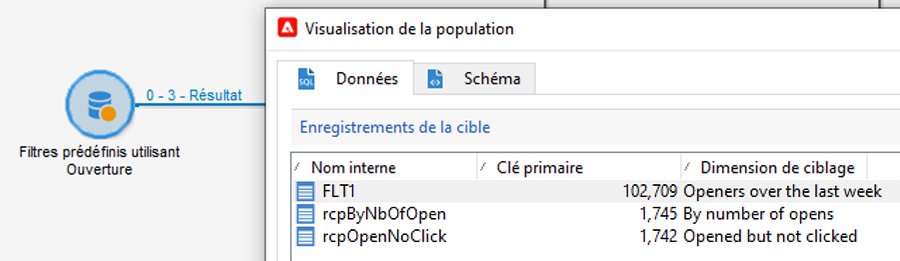 Visualisation de la population
Données
SQL
Schéma
0 - 3 - Résultat
Filtres prédéfinis utilisant
Ouverture
Enregistrements de la cible
Nom interne Clé primaire Dimension de ciblage
FLT1 102,709 Openers over the last week
rcpByNbOfOpen 1,745 By number of opens
rcpOpenNoClick 1,742 Opened but not clicked